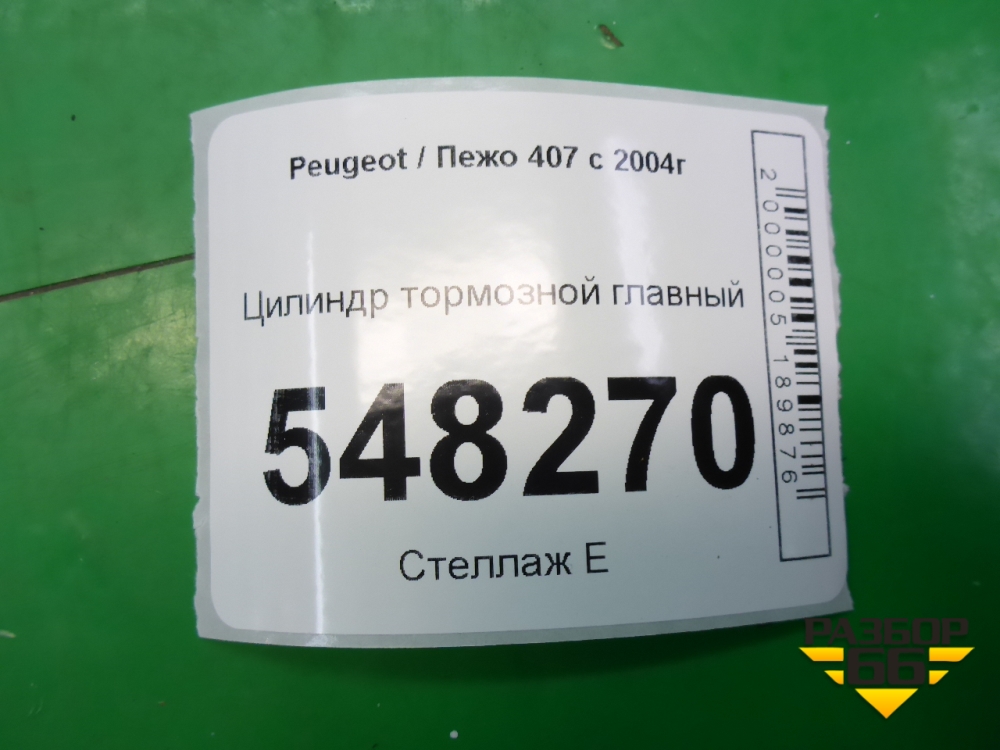 Peugeot / Пежо 407 с 2004г
Цилиндр тормозной главный
548270
Стеллаж Е
2000005189876
РАЗБОР
66